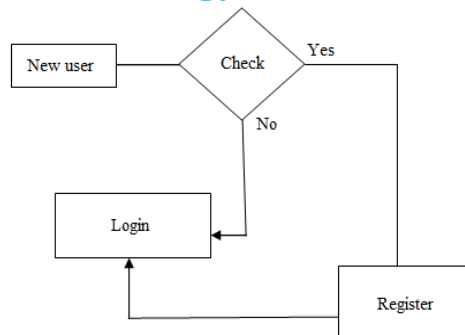 New user
Check
Yes
No
Login
Register